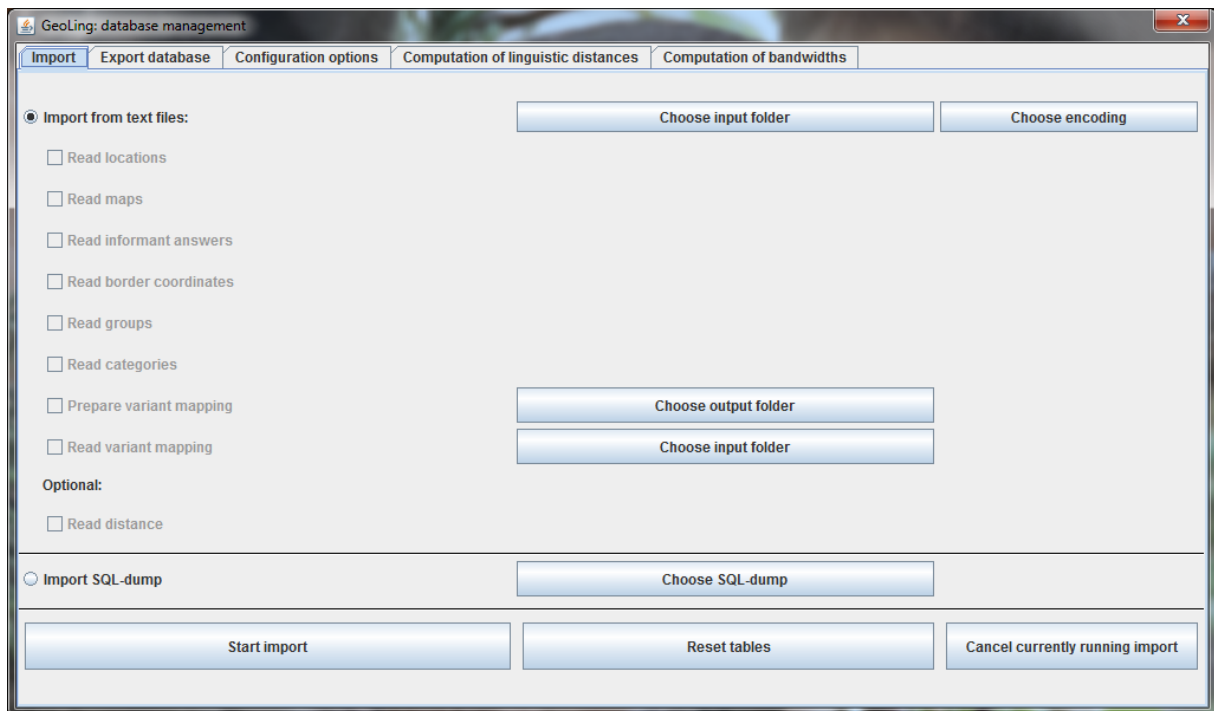 GeoLing: database management
Import Export database Configuration options Computation of linguistic distances Computation of bandwidths
Import from text files: Choose input folder Choose encoding
Read locations
Read maps
Read informant answers
Read border coordinates
Read groups
Read categories
Prepare variant mapping Choose output folder
Read variant mapping Choose input folder
Optional:
Read distance
Import SQL-dump Choose SQL-dump
Start import Reset tables Cancel currently running import